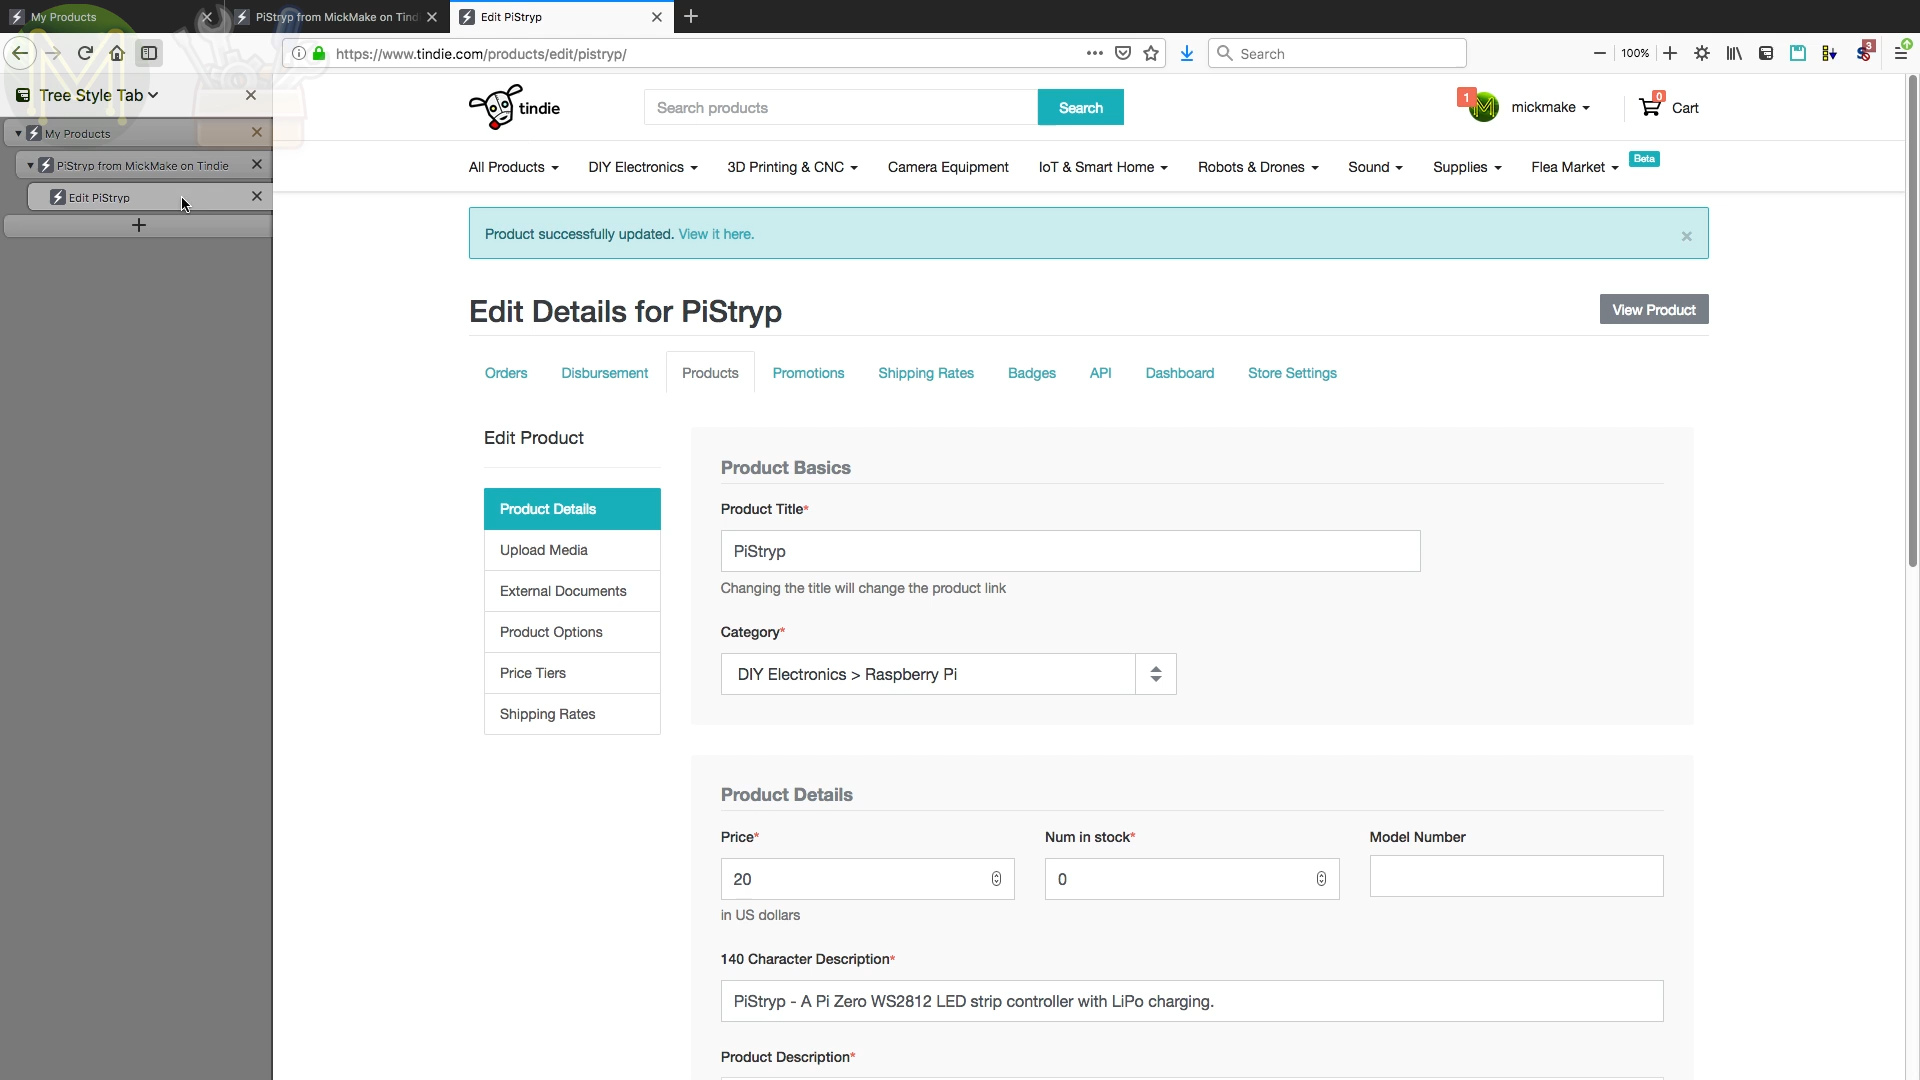 My Products
PiStryp from MickMake on Tind
Edit PiStryp
https://www.tindie.com/products/edit/pistryp/
Search
100%
3
Tree Style Tab
My Products
PiStryp from MickMake on Tindie
Edit PiStryp
tindie
Search products
Search
1
mickmake
0
Cart
All Products
DIY Electronics
3D Printing & CNC
Camera Equipment
IoT & Smart Home
Robots & Drones
Sound
Supplies
Flea Market
Beta
Product successfully updated. View it here.
Edit Details for PiStryp
View Product
Orders
Disbursement
Products
Promotions
Shipping Rates
Badges
API
Dashboard
Store Settings
Edit Product
Product Details
Upload Media
External Documents
Product Options
Price Tiers
Shipping Rates
Product Basics
Product Title*
PiStryp
Changing the title will change the product link
Category*
DIY Electronics > Raspberry Pi
Product Details
Price*
Num in stock*
Model Number
20
0
in US dollars
140 Character Description*
PiStryp - A Pi Zero WS2812 LED strip controller with LiPo charging.
Product Description*